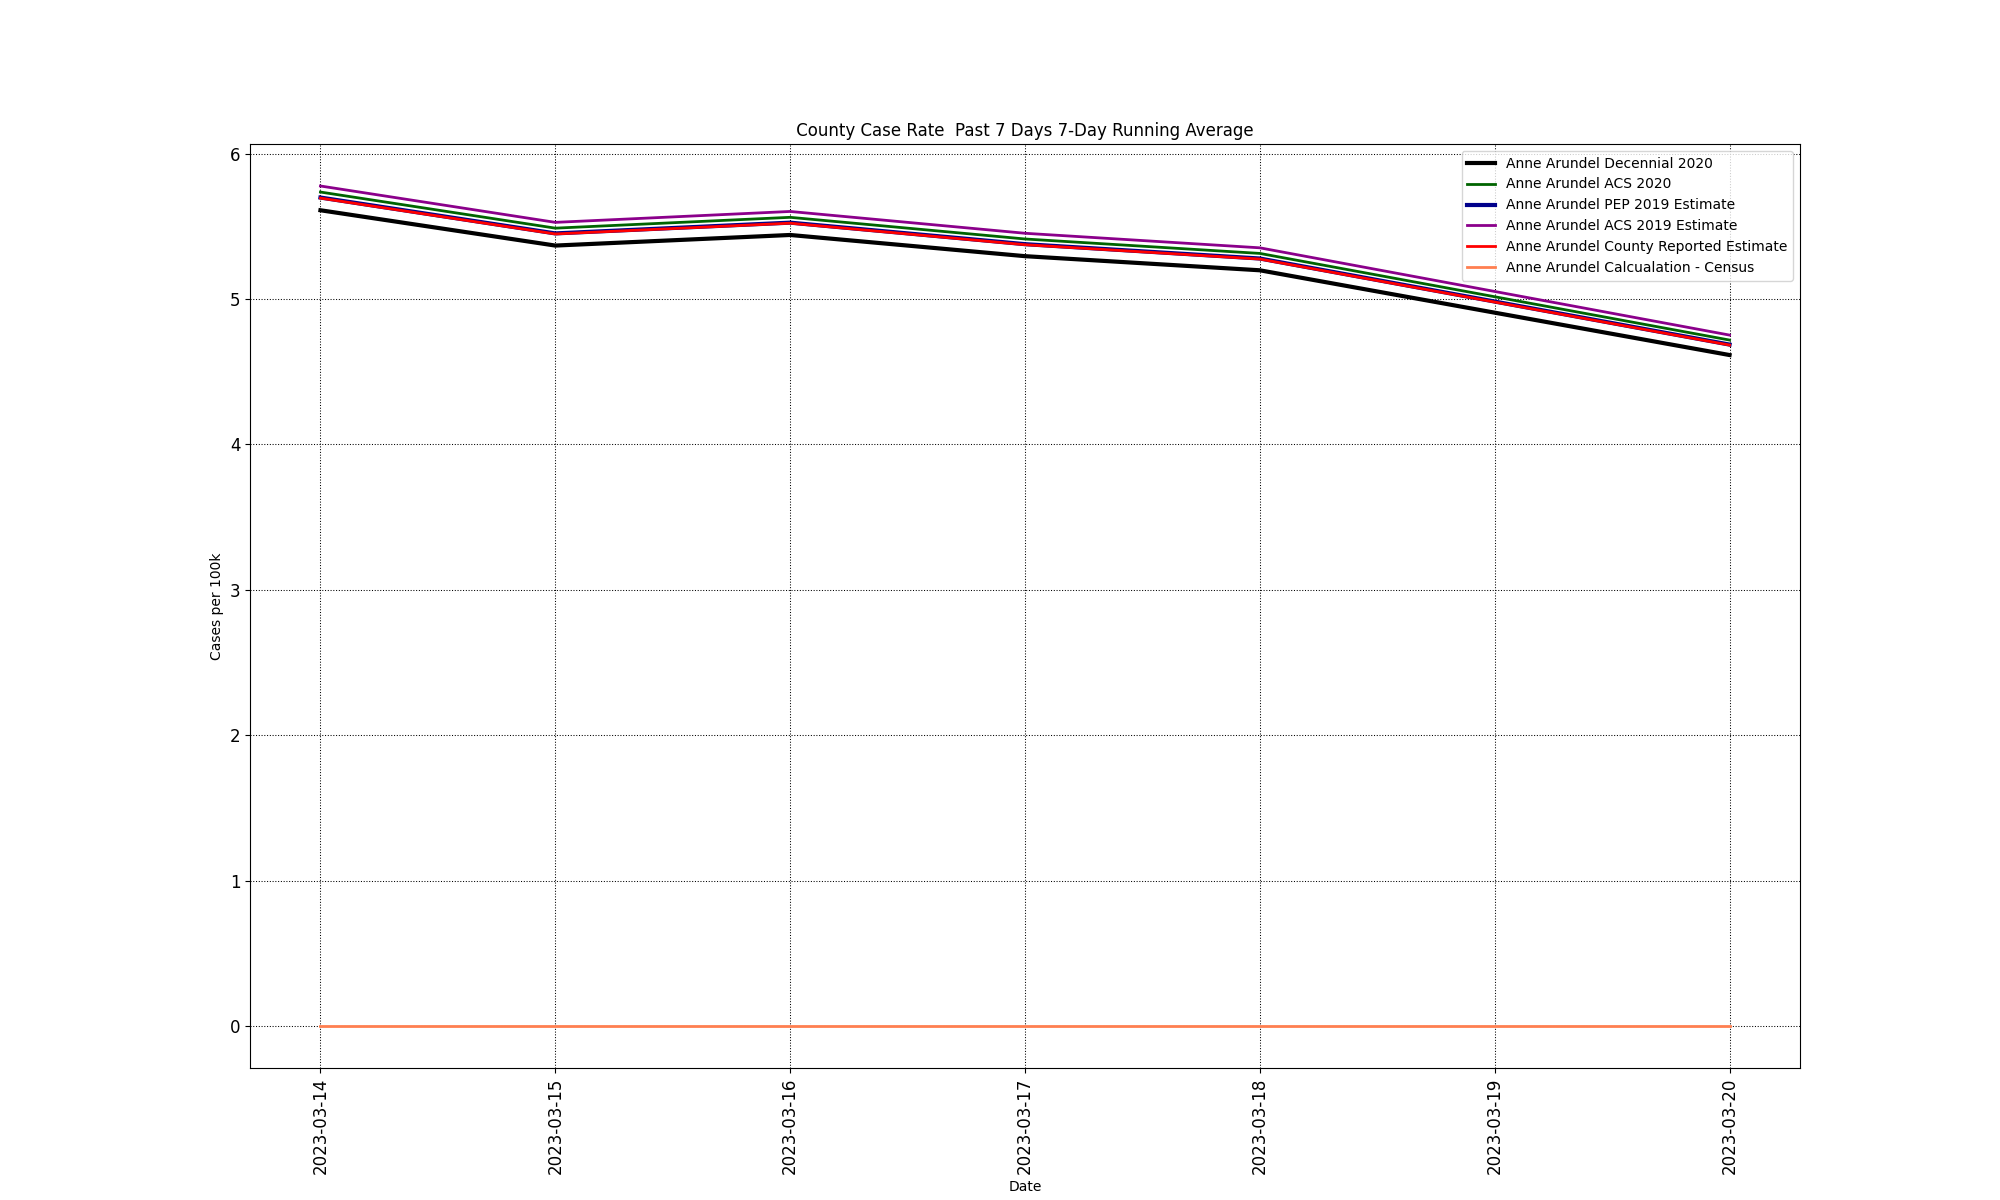 County Case Rate  Past 7 Days 7-Day Running Average
Anne Arundel Decennial 2020
Anne Arundel ACS 2020
Anne Arundel PEP 2019 Estimate
Anne Arundel ACS 2019 Estimate
Anne Arundel County Reported Estimate
Anne Arundel Calcualation - Census
6
5
4
3
2
1
0
Cases per 100k
2023-03-14
2023-03-15
2023-03-16
2023-03-17
2023-03-18
2023-03-19
2023-03-20
Date